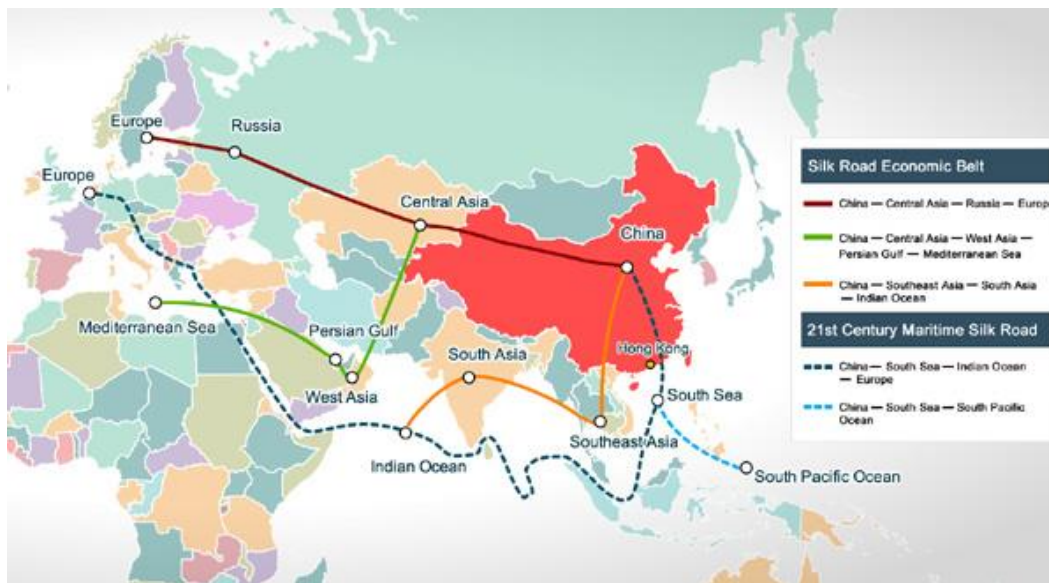 Europe
Russia
Europe
Central Asia
China
Mediterranean Sea
Persian Gulf
West Asia
South Asia
Hong Kong
South Sea
Southeast Asia
Indian Ocean
South Pacific Ocean
Silk Road Economic Belt
China — Central Asia — Russia — Europ
China — Central Asia — West Asia —
Persian Gulf — Mediterranean Sea
China — Southeast Asia — South Asia
— Indian Ocean
21st Century Maritime Silk Road
China — South Sea — Indian Ocean
— Europe
China — South Sea — South Pacific
Ocean